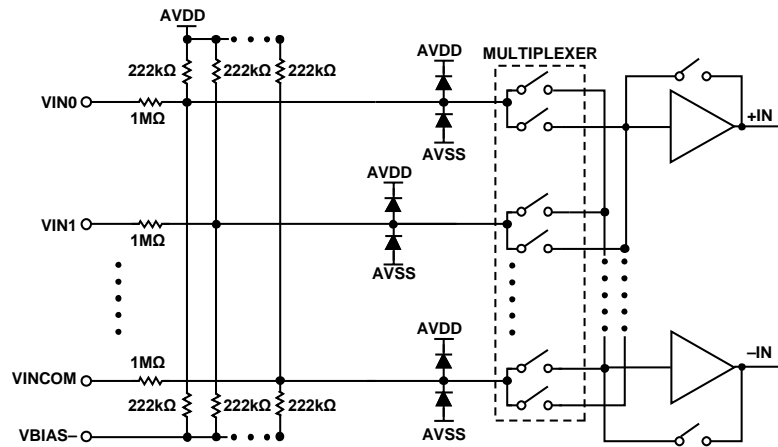 AVDD
222kΩ 222kΩ 222kΩ
AVDD
MULTIPLEXER
VIN0
1MΩ
+IN
AVSS
AVDD
VIN1
1MΩ
AVSS
AVDD
1MΩ
–IN
VINCOM
222kΩ 222kΩ 222kΩ
AVSS
VBIAS–